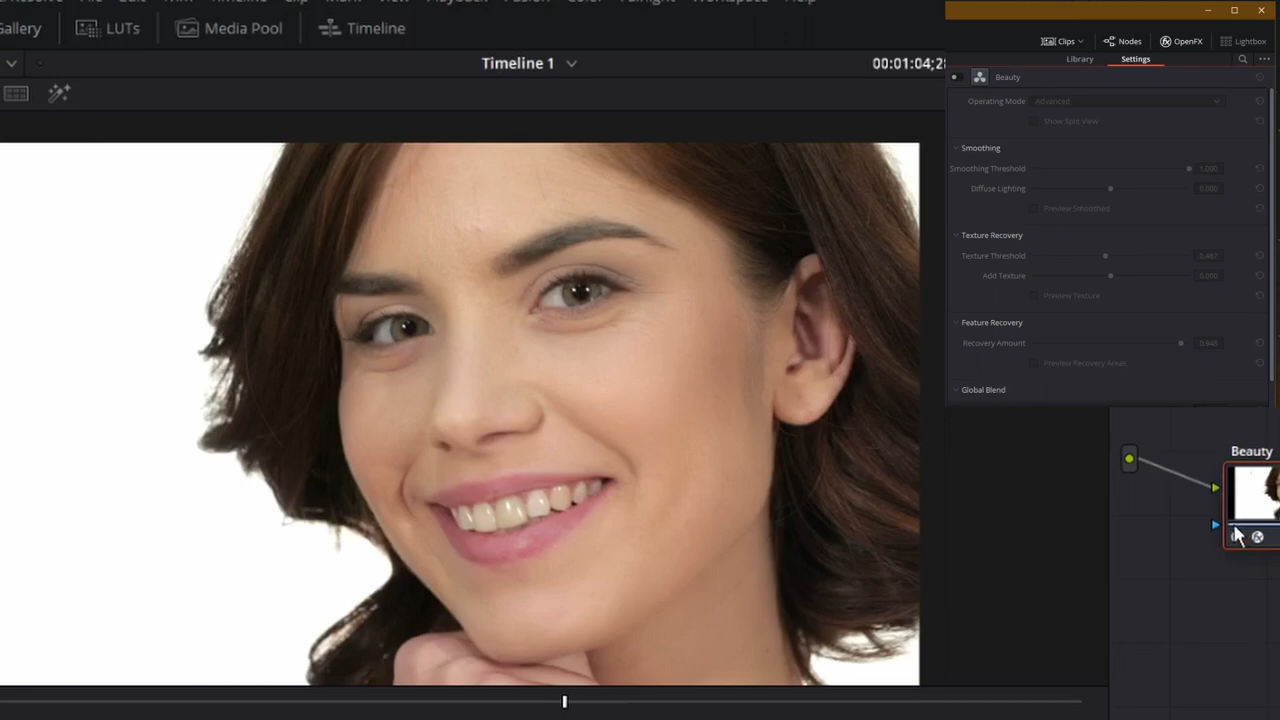 Gallery LUTs Media Pool Timeline
Timeline 1 00:01:04;2
Clips Nodes OpenFX Lightbox
Library Settings
Beauty
Operating Mode Advanced
Show Split View
Smoothing
Smoothing Threshold 1.000
Diffuse Lighting 0.000
Preview Smoothed
Texture Recovery
Texture Threshold 0.467
Add Texture 0.000
Preview Texture
Feature Recovery
Recovery Amount 0.948
Preview Recovery Areas
Global Blend
Beauty